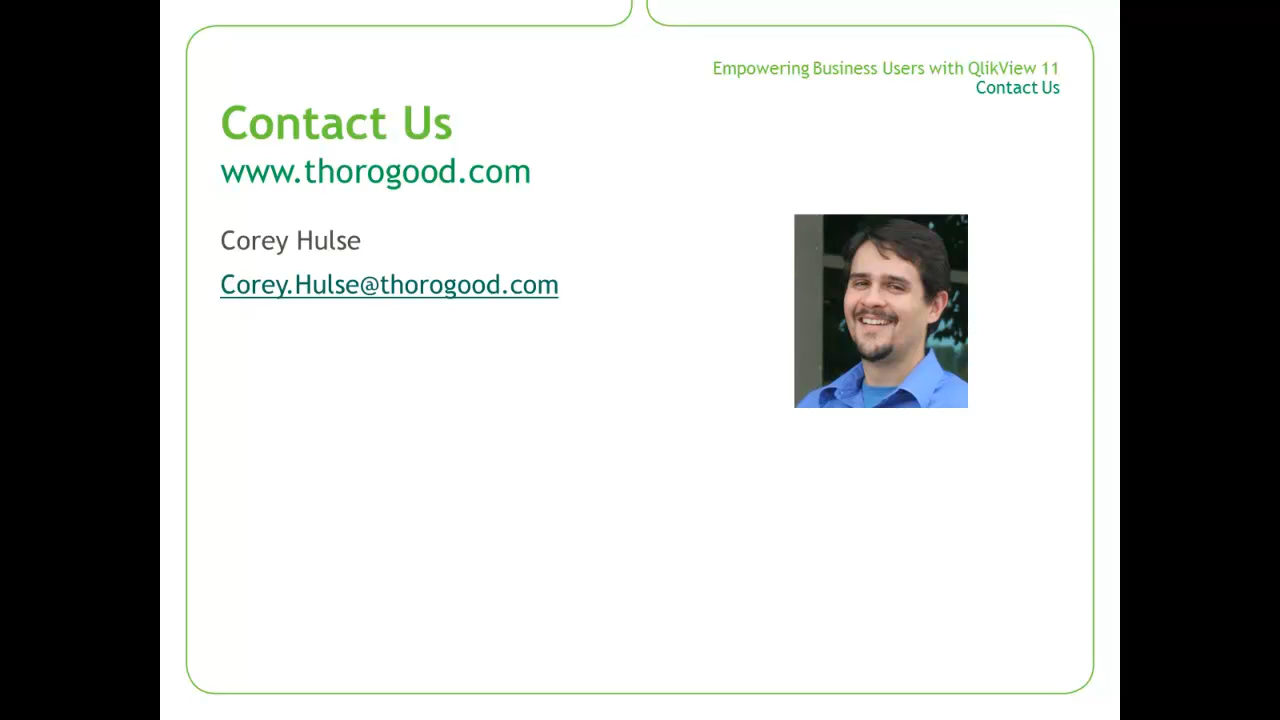 Empowering Business Users with QlikView 11
Contact Us
Contact Us
www.thorogood.com
Corey Hulse
Corey.Hulse@thorogood.com